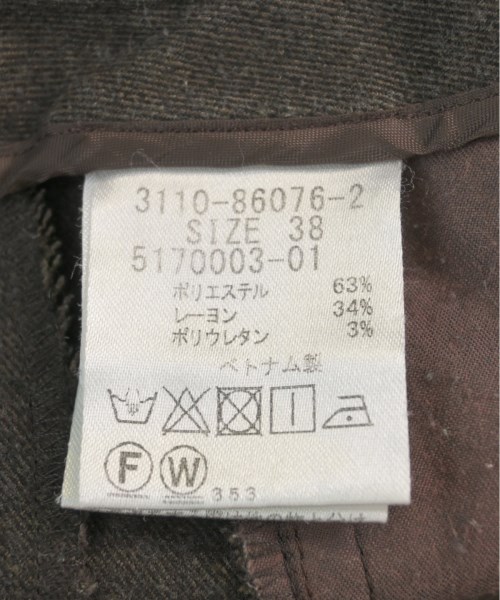 3110-86076-2
SIZE 38
5170003-01
ポリエステル 63%
レーヨン 34%
ポリウレタン 3%
ベトナム製
F W 353